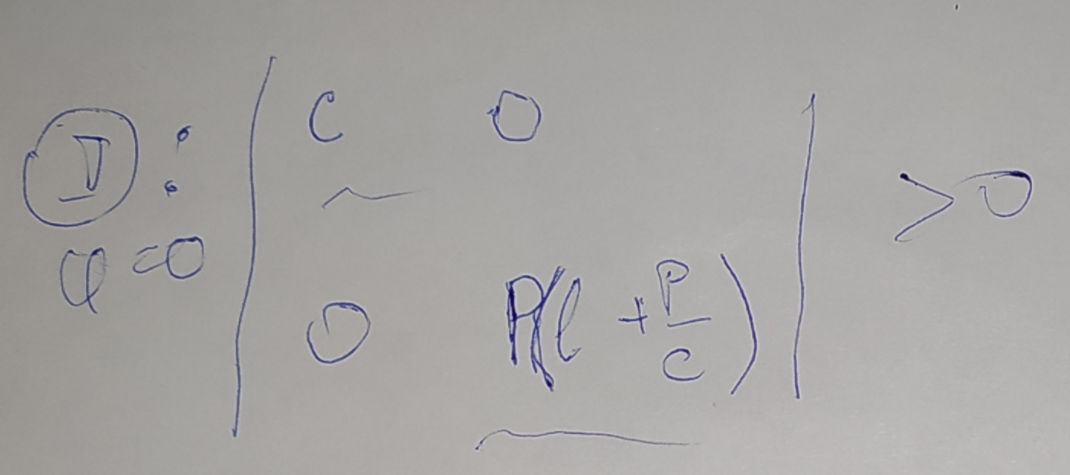 I : | C 0 | > 0
φ = 0
0 P(l + P/C)